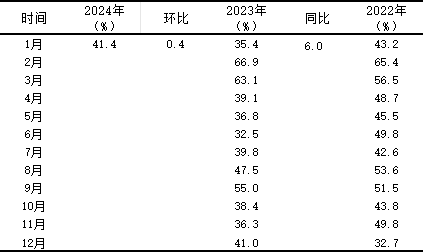 时间 2024年（%） 环比 2023年（%） 同比 2022年（%）
1月 41.4 0.4 35.4 6.0 43.2
2月 66.9 65.4
3月 63.1 56.5
4月 39.1 48.7
5月 36.8 45.5
6月 32.5 49.8
7月 39.8 42.6
8月 47.5 53.6
9月 55.0 51.5
10月 38.4 43.8
11月 36.3 49.8
12月 41.0 32.7